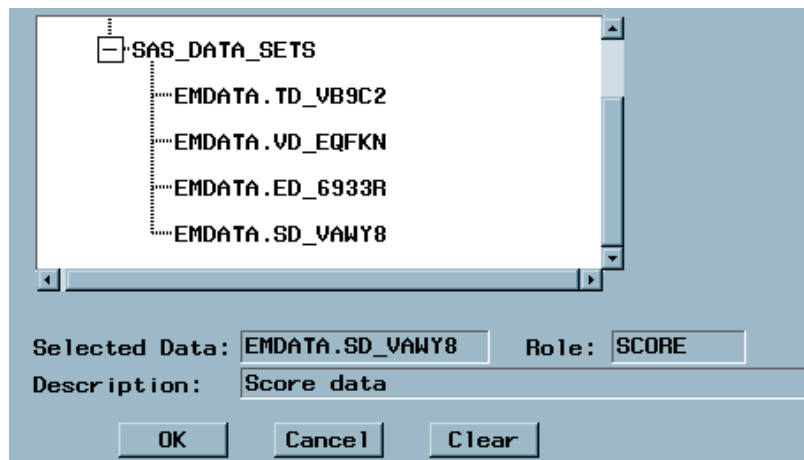 SAS_DATA_SETS
EMDATA.TD_VB9C2
EMDATA.VD_EQFKN
EMDATA.ED_6933R
EMDATA.SD_VAWY8
Selected Data: EMDATA.SD_VAWY8 Role: SCORE
Description: Score data
OK Cancel Clear